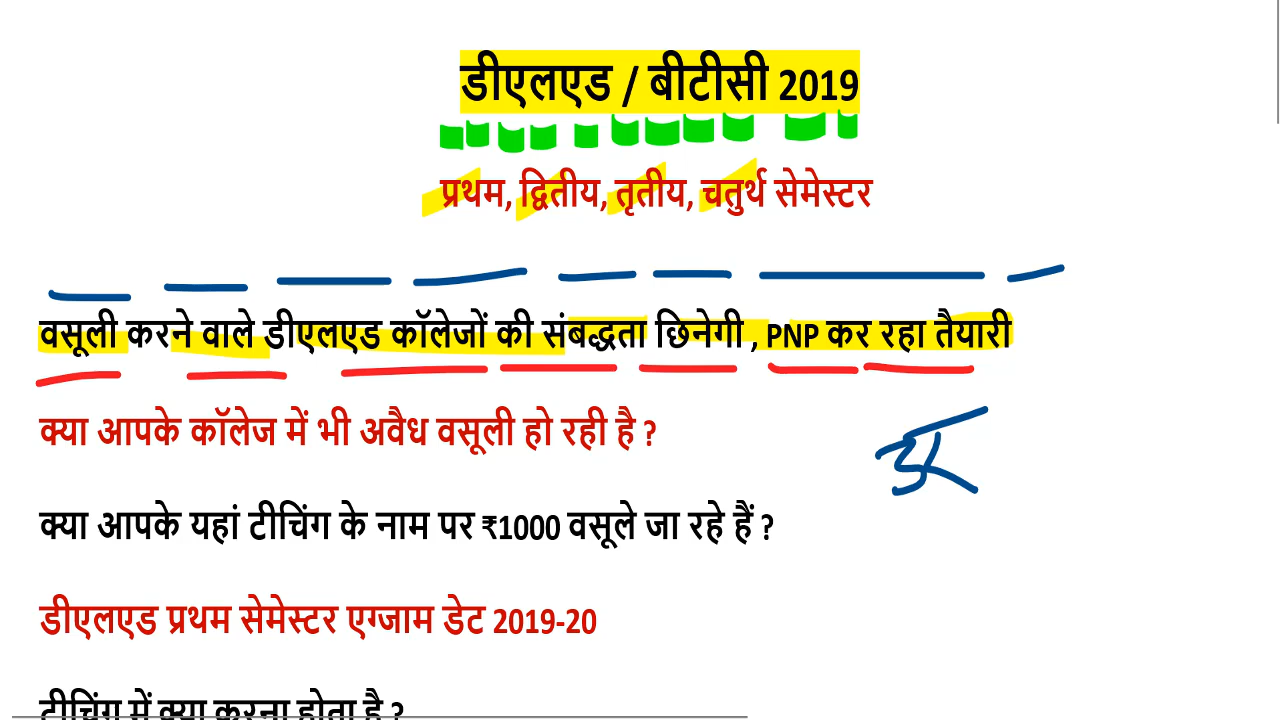 डीएलएड / बीटीसी 2019
प्रथम, द्वितीय, तृतीय, चतुर्थ सेमेस्टर
वसूली करने वाले डीएलएड कॉलेजों की संबद्धता छिनेगी , PNP कर रहा तैयारी
क्या आपके कॉलेज में भी अवैध वसूली हो रही है ?
क्या आपके यहां टीचिंग के नाम पर ₹1000 वसूले जा रहे हैं ?
डीएलएड प्रथम सेमेस्टर एग्जाम डेट 2019-20
टीचिंग में क्या करना होता है ?